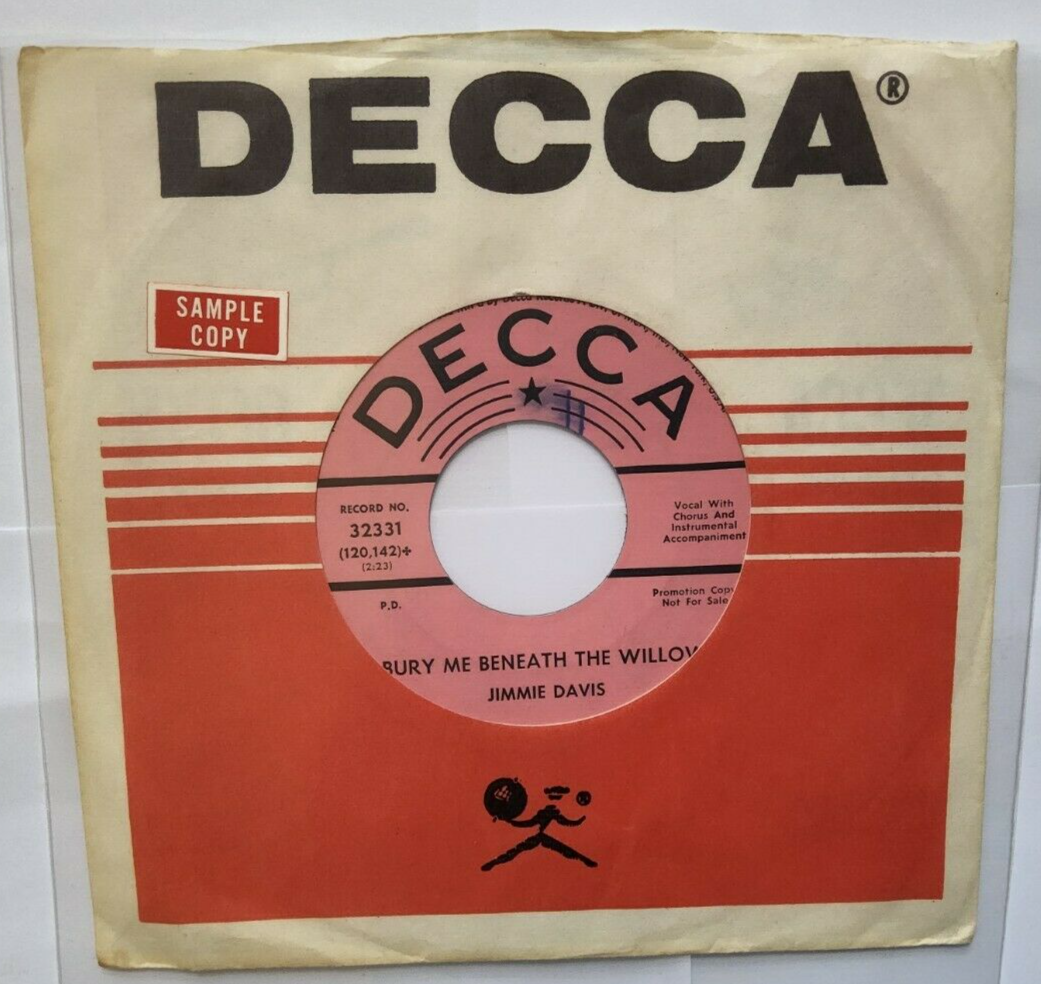 DECCA®
SAMPLE
COPY
DECCA
RECORD NO.
32331
(120,142)+
(2:23)
P.D.
Vocal With
Chorus And
Instrumental
Accompaniment
Promotion Copy
Not For Sale
BURY ME BENEATH THE WILLOW
JIMMIE DAVIS
®